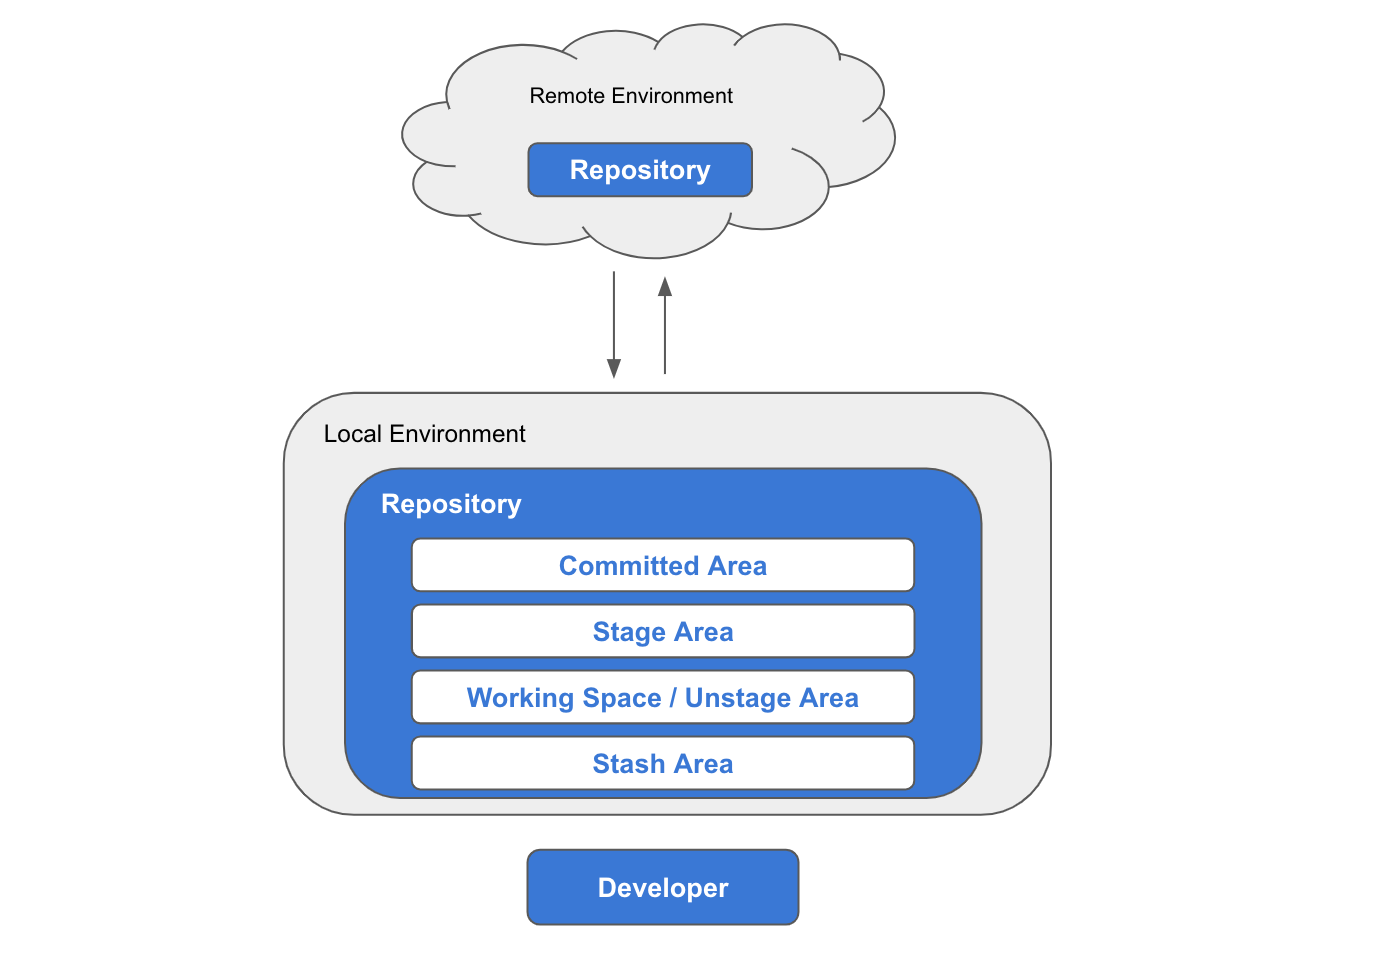 Remote Environment
Repository
Local Environment
Repository
Committed Area
Stage Area
Working Space / Unstage Area
Stash Area
Developer